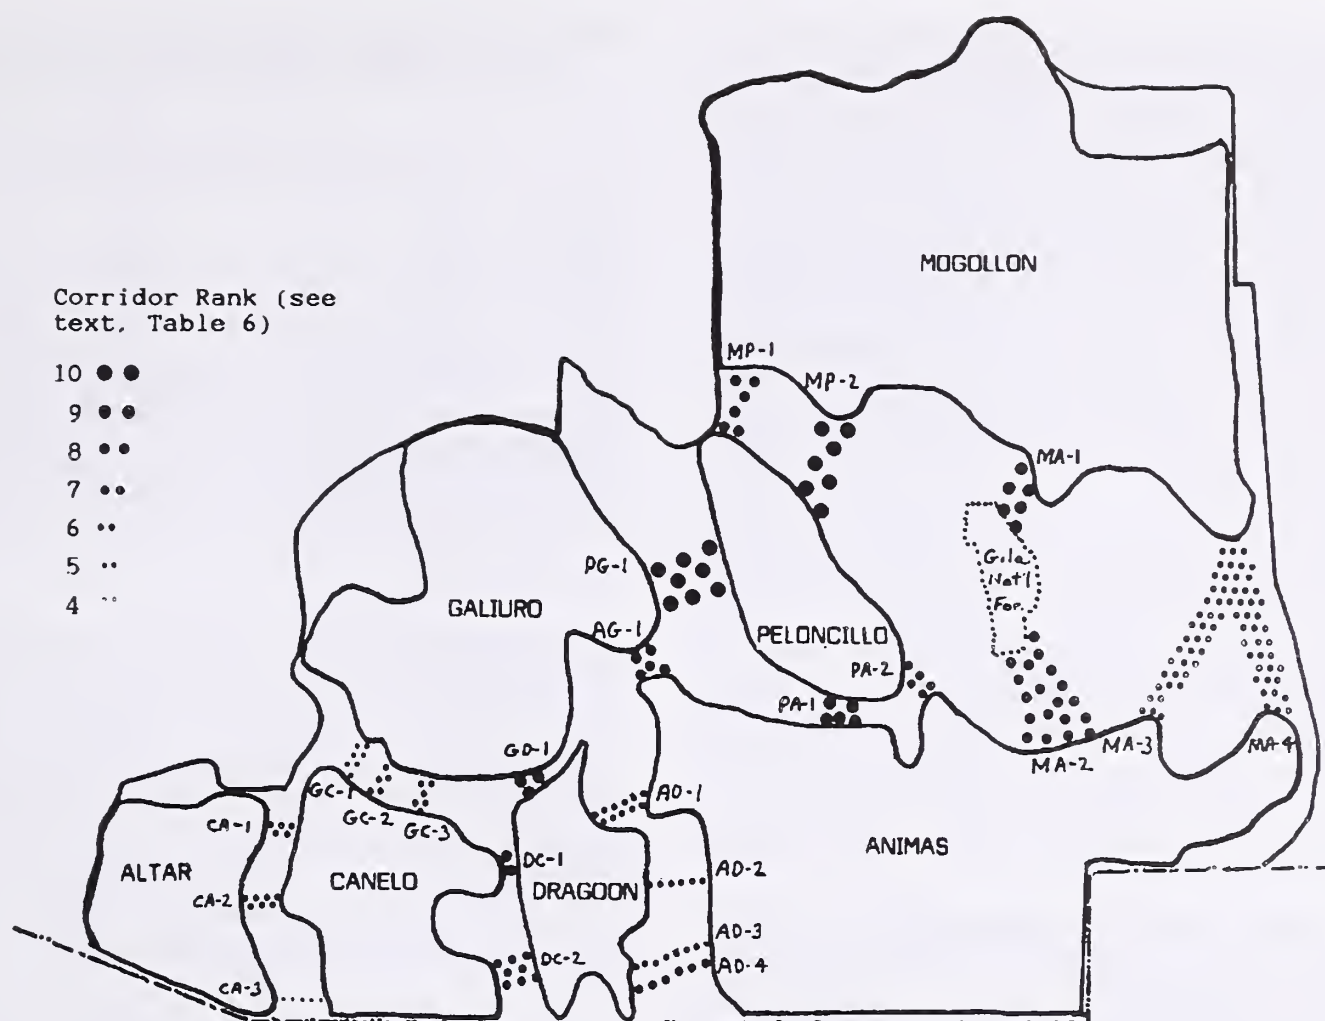 MOGOLLON
Corridor Rank (see
text, Table 6)
10
9
8
7
6
5
4
MP-1
MP-2
MA-1
Gila
Nat'l
For.
PG-1
GALIURO
AG-1
PELONCILLO
PA-2
PA-1
MA-3
MA-4
MA-2
GD-1
GC-1
GC-2
GC-3
AD-1
CA-1
ANIMAS
DC-1
AD-2
ALTAR
CANELO
DRAGOON
CA-2
AD-3
DC-2
AD-4
CA-3